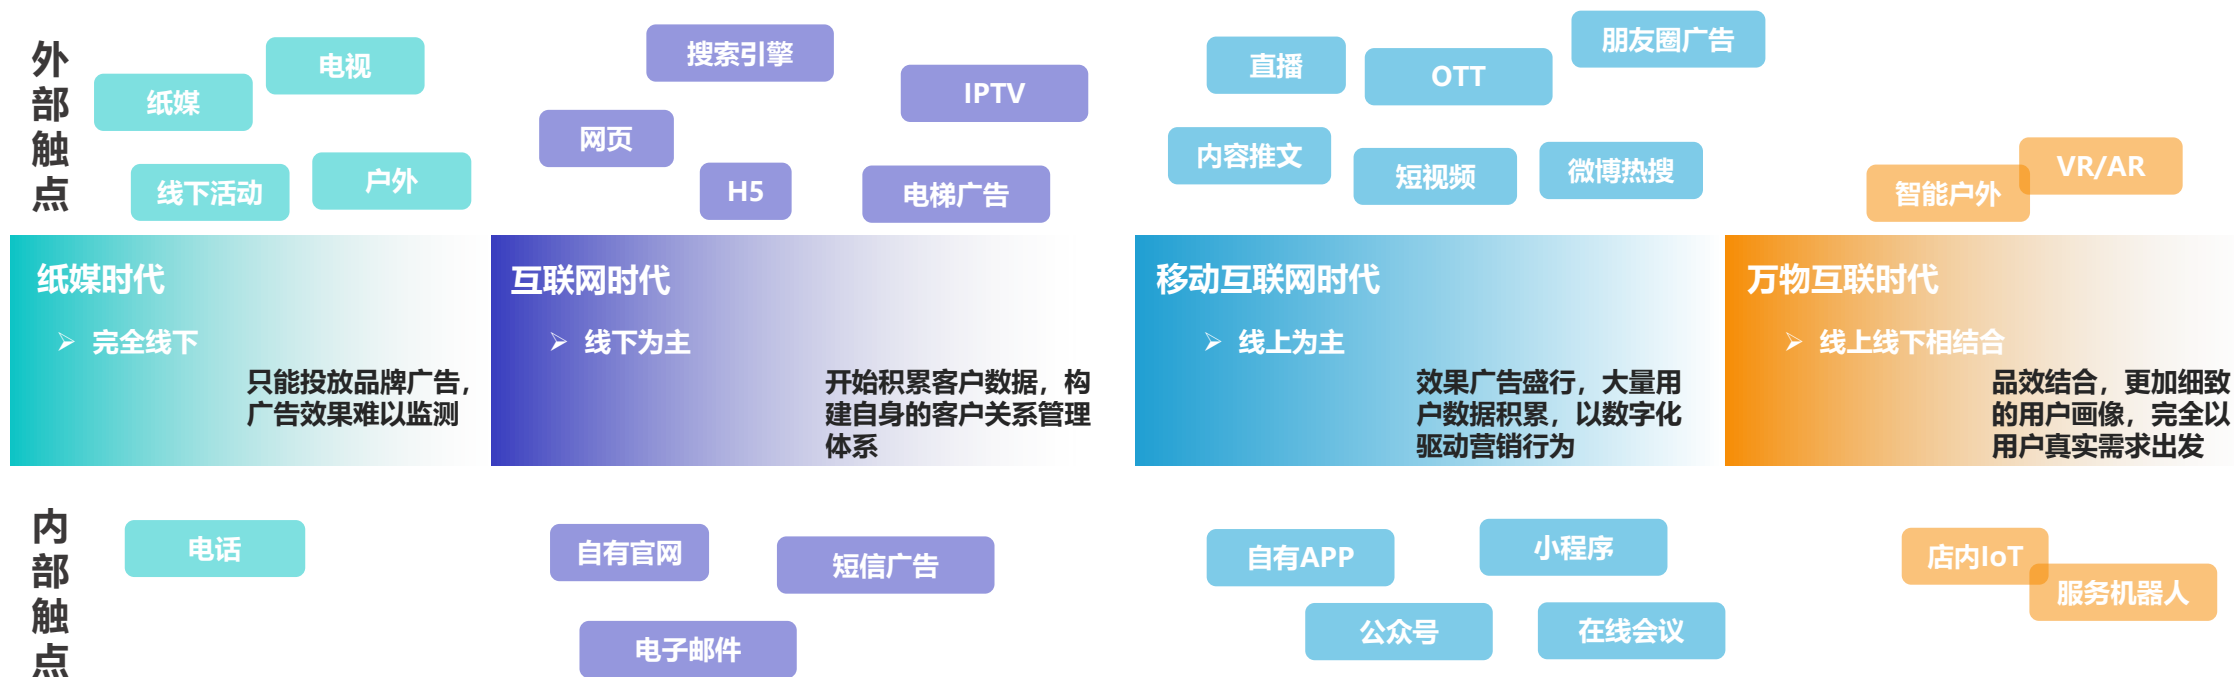 外部触点
纸媒
电视
线下活动
户外
搜索引擎
IPTV
网页
H5
电梯广告
直播
OTT
朋友圈广告
内容推文
短视频
微博热搜
智能户外
VR/AR
纸媒时代
完全线下
只能投放品牌广告，
广告效果难以监测
互联网时代
线下为主
开始积累客户数据，构
建自身的客户关系管理
体系
移动互联网时代
线上为主
效果广告盛行，大量用
户数据积累，以数字化
驱动营销行为
万物互联时代
线上线下相结合
品效结合，更加细致
的用户画像，完全以
用户真实需求出发
内部触点
电话
自有官网
短信广告
电子邮件
自有APP
小程序
公众号
在线会议
店内IoT
服务机器人